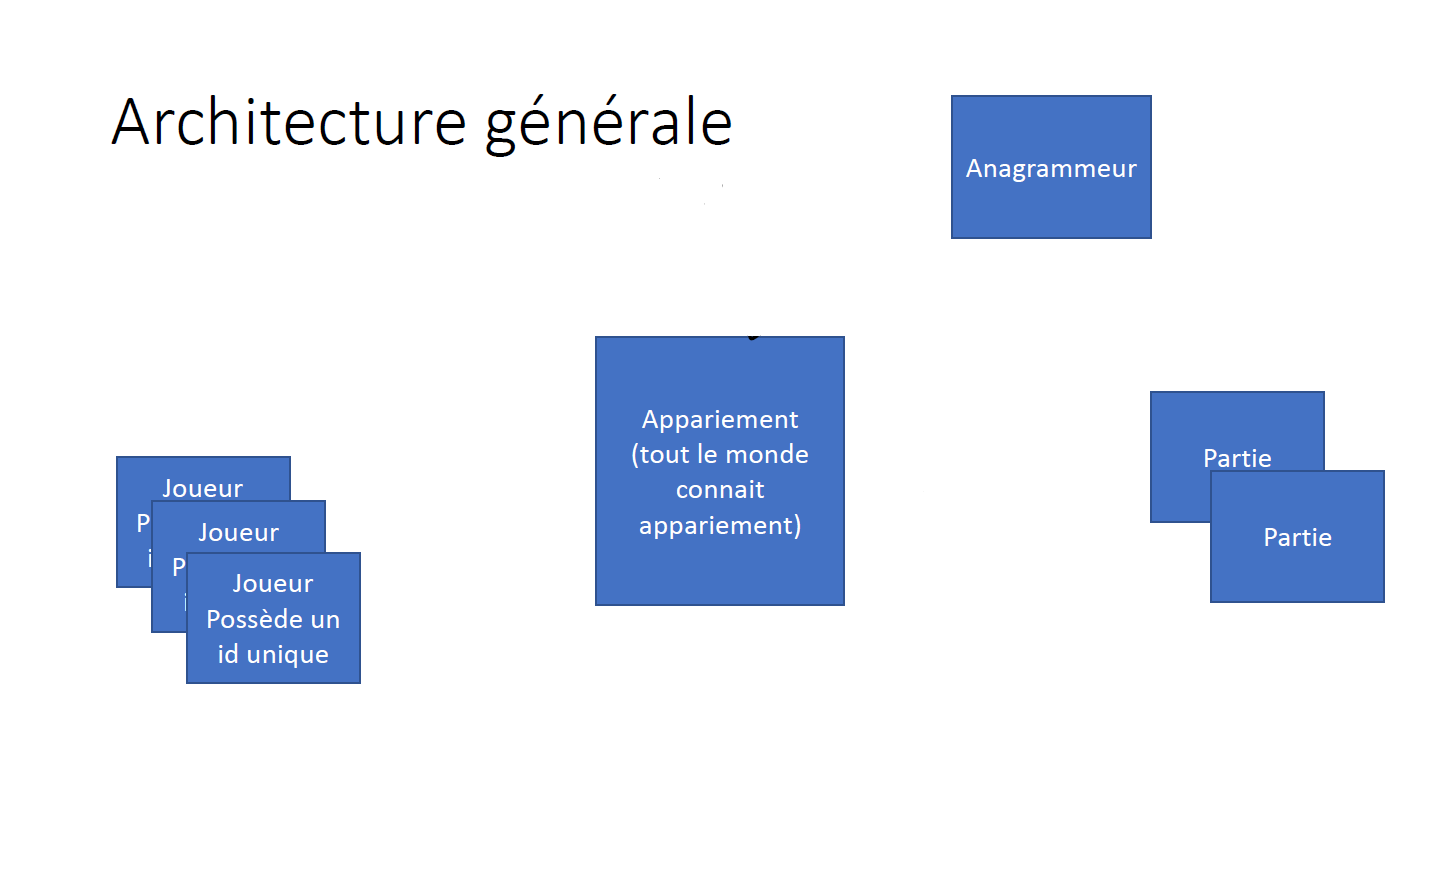 Architecture générale
Anagrammeur
Appariement
(tout le monde
connait
appariement)
Joueur
P
i
Joueur
P
i
Joueur
Possède un
id unique
Partie
Partie